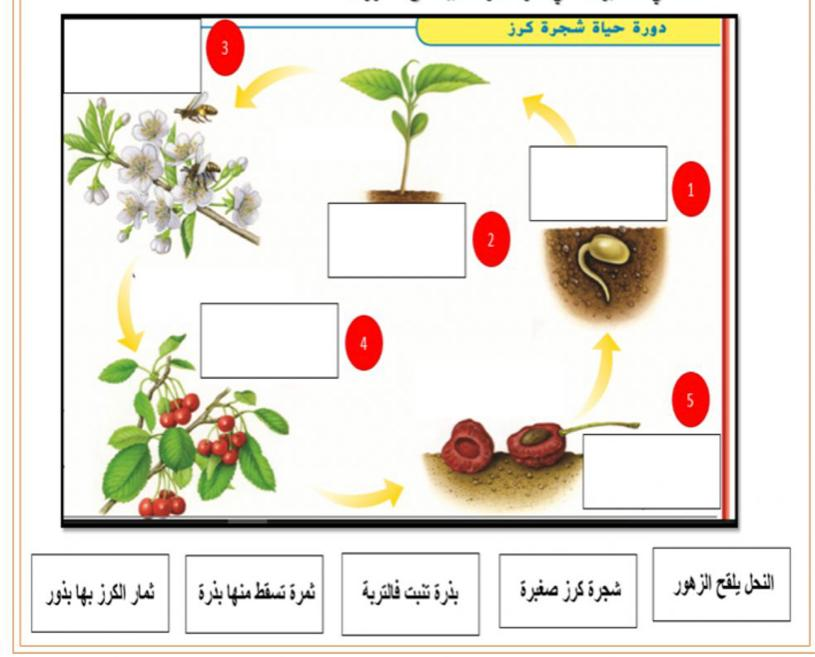 دورة حياة شجرة كرز
3
1
2
4
5
النحل يلقح الزهور
شجرة كرز صغيرة
بذرة تنبت فالتربة
ثمرة تسقط منها بذرة
ثمار الكرز بها بذور